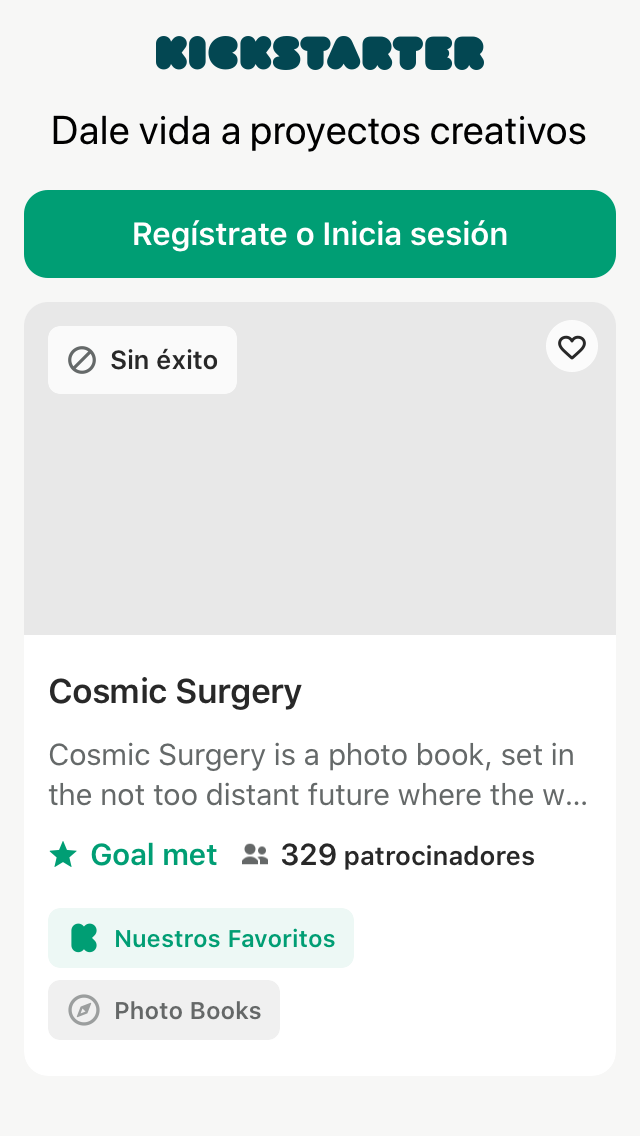 KICKSTARTER
Dale vida a proyectos creativos
Regístrate o Inicia sesión
Sin éxito
Cosmic Surgery
Cosmic Surgery is a photo book, set in
the not too distant future where the w...
Goal met 329 patrocinadores
Nuestros Favoritos
Photo Books